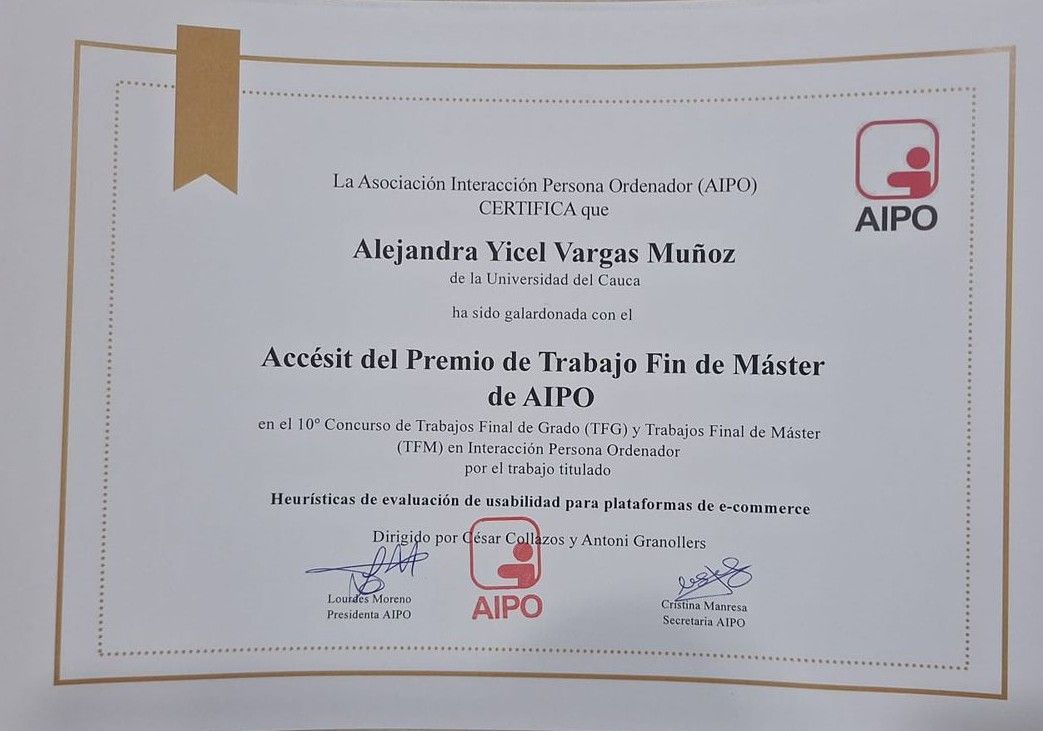 AIPO
La Asociación Interacción Persona Ordenador (AIPO)
CERTIFICA que
Alejandra Yicel Vargas Muñoz
de la Universidad del Cauca
ha sido galardonada con el
Accésit del Premio de Trabajo Fin de Máster
de AIPO
en el 10º Concurso de Trabajos Final de Grado (TFG) y Trabajos Final de Máster
(TFM) en Interacción Persona Ordenador
por el trabajo titulado
Heurísticas de evaluación de usabilidad para plataformas de e-commerce
Dirigido por César Collazos y Antoni Granollers
Lourdes Moreno
Presidenta AIPO
AIPO
Cristina Manresa
Secretaria AIPO